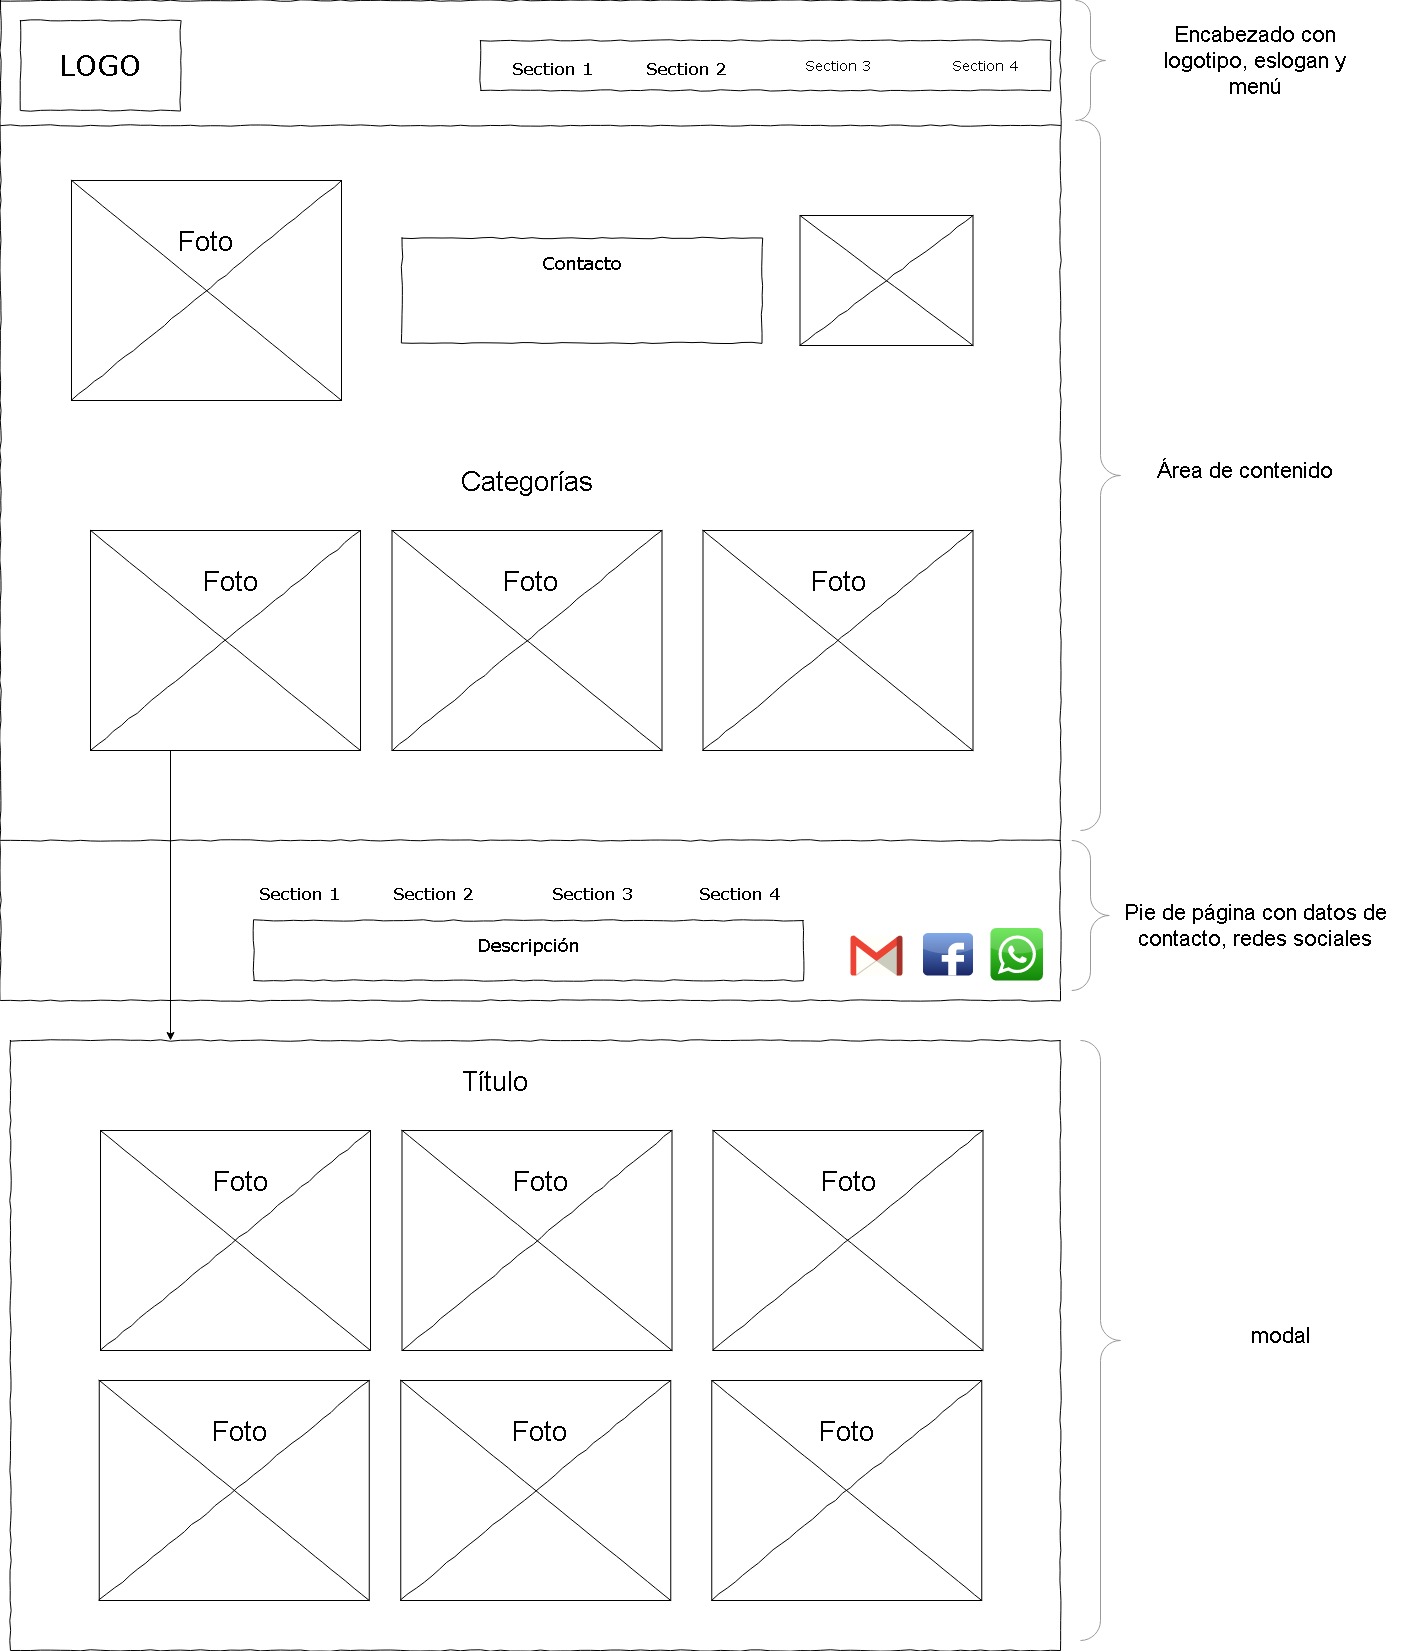 LOGO
Section 1
Section 2
Section 3
Section 4
Encabezado con
logotipo, eslogan y
menú
Foto
Contacto
Categorías
Área de contenido
Foto
Foto
Foto
Section 1
Section 2
Section 3
Section 4
Descripción
Pie de página con datos de
contacto, redes sociales
Título
Foto
Foto
Foto
modal
Foto
Foto
Foto